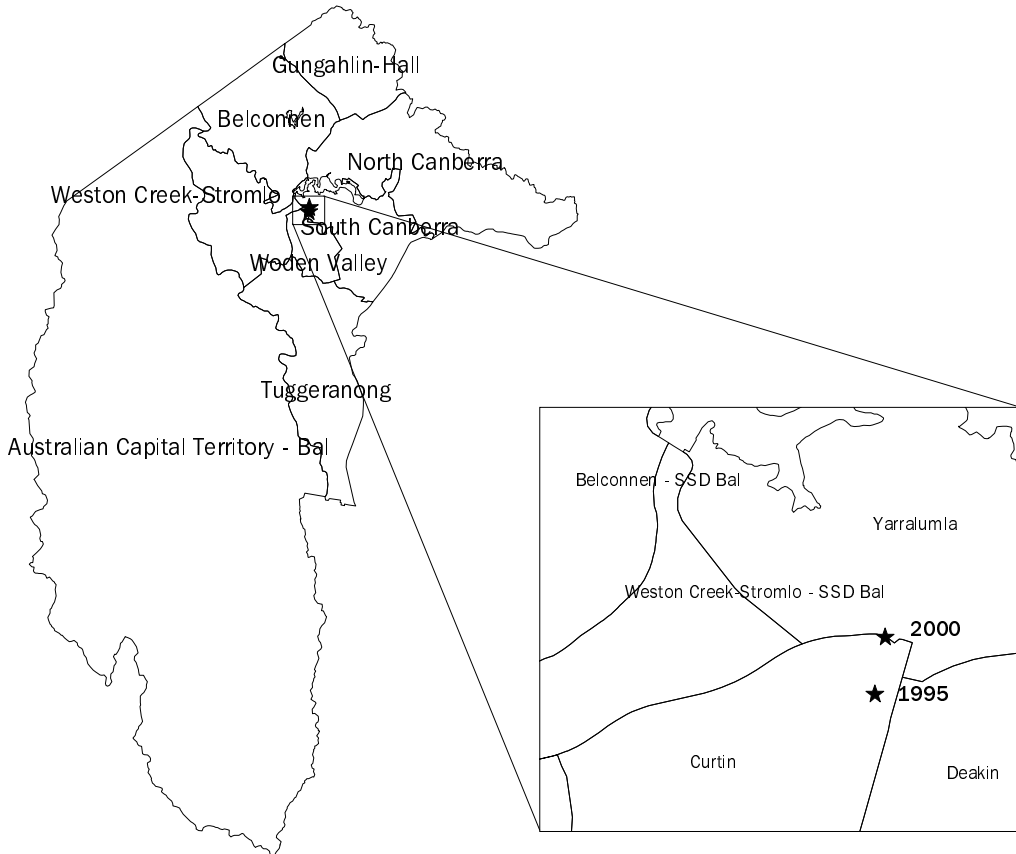 Gungahlin-Hall
Belconnen
North Canberra
Weston Creek-Stromlo
South Canberra
Woden Valley
Tuggeranong
Australian Capital Territory - Bal
Belconnen - SSD Bal
Yarralumla
Weston Creek-Stromlo - SSD Bal
2000
1995
Curtin
Deakin